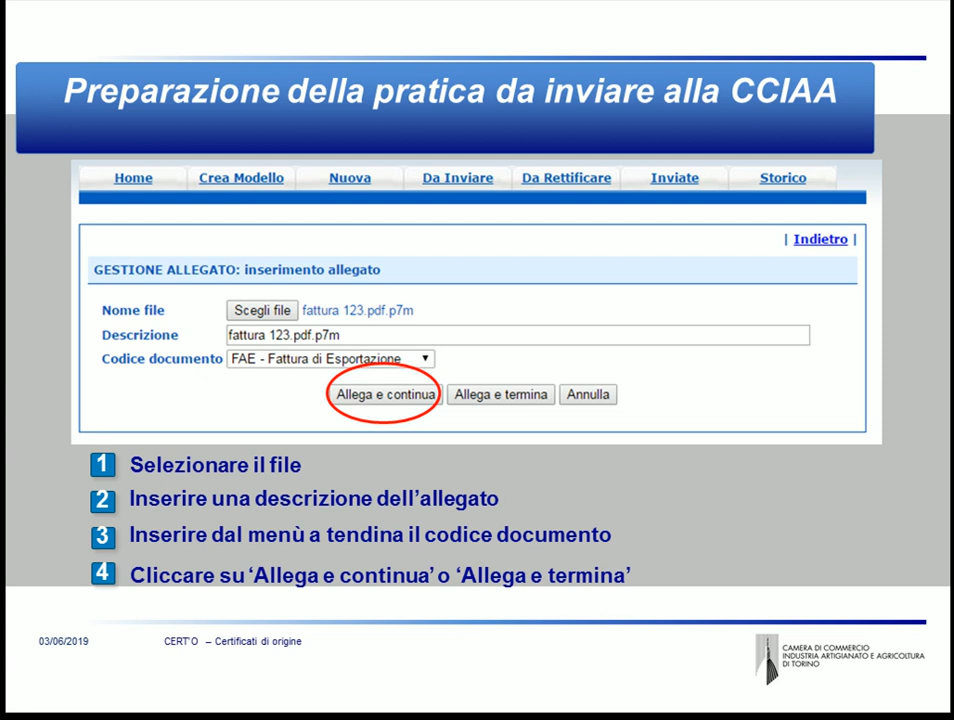 Preparazione della pratica da inviare alla CCIAA
Home Crea Modello Nuova Da Inviare Da Rettificare Inviate Storico
| Indietro |
GESTIONE ALLEGATO: inserimento allegato
Nome file Scegli file fattura 123.pdf.p7m
Descrizione fattura 123.pdf.p7m
Codice documento FAE - Fattura di Esportazione
Allega e continua Allega e termina Annulla
1 Selezionare il file
2 Inserire una descrizione dell’allegato
3 Inserire dal menù a tendina il codice documento
4 Cliccare su ‘Allega e continua’ o ‘Allega e termina’
03/06/2019 CERT'O – Certificati di origine
CAMERA DI COMMERCIO
INDUSTRIA ARTIGIANATO E AGRICOLTURA
DI TORINO